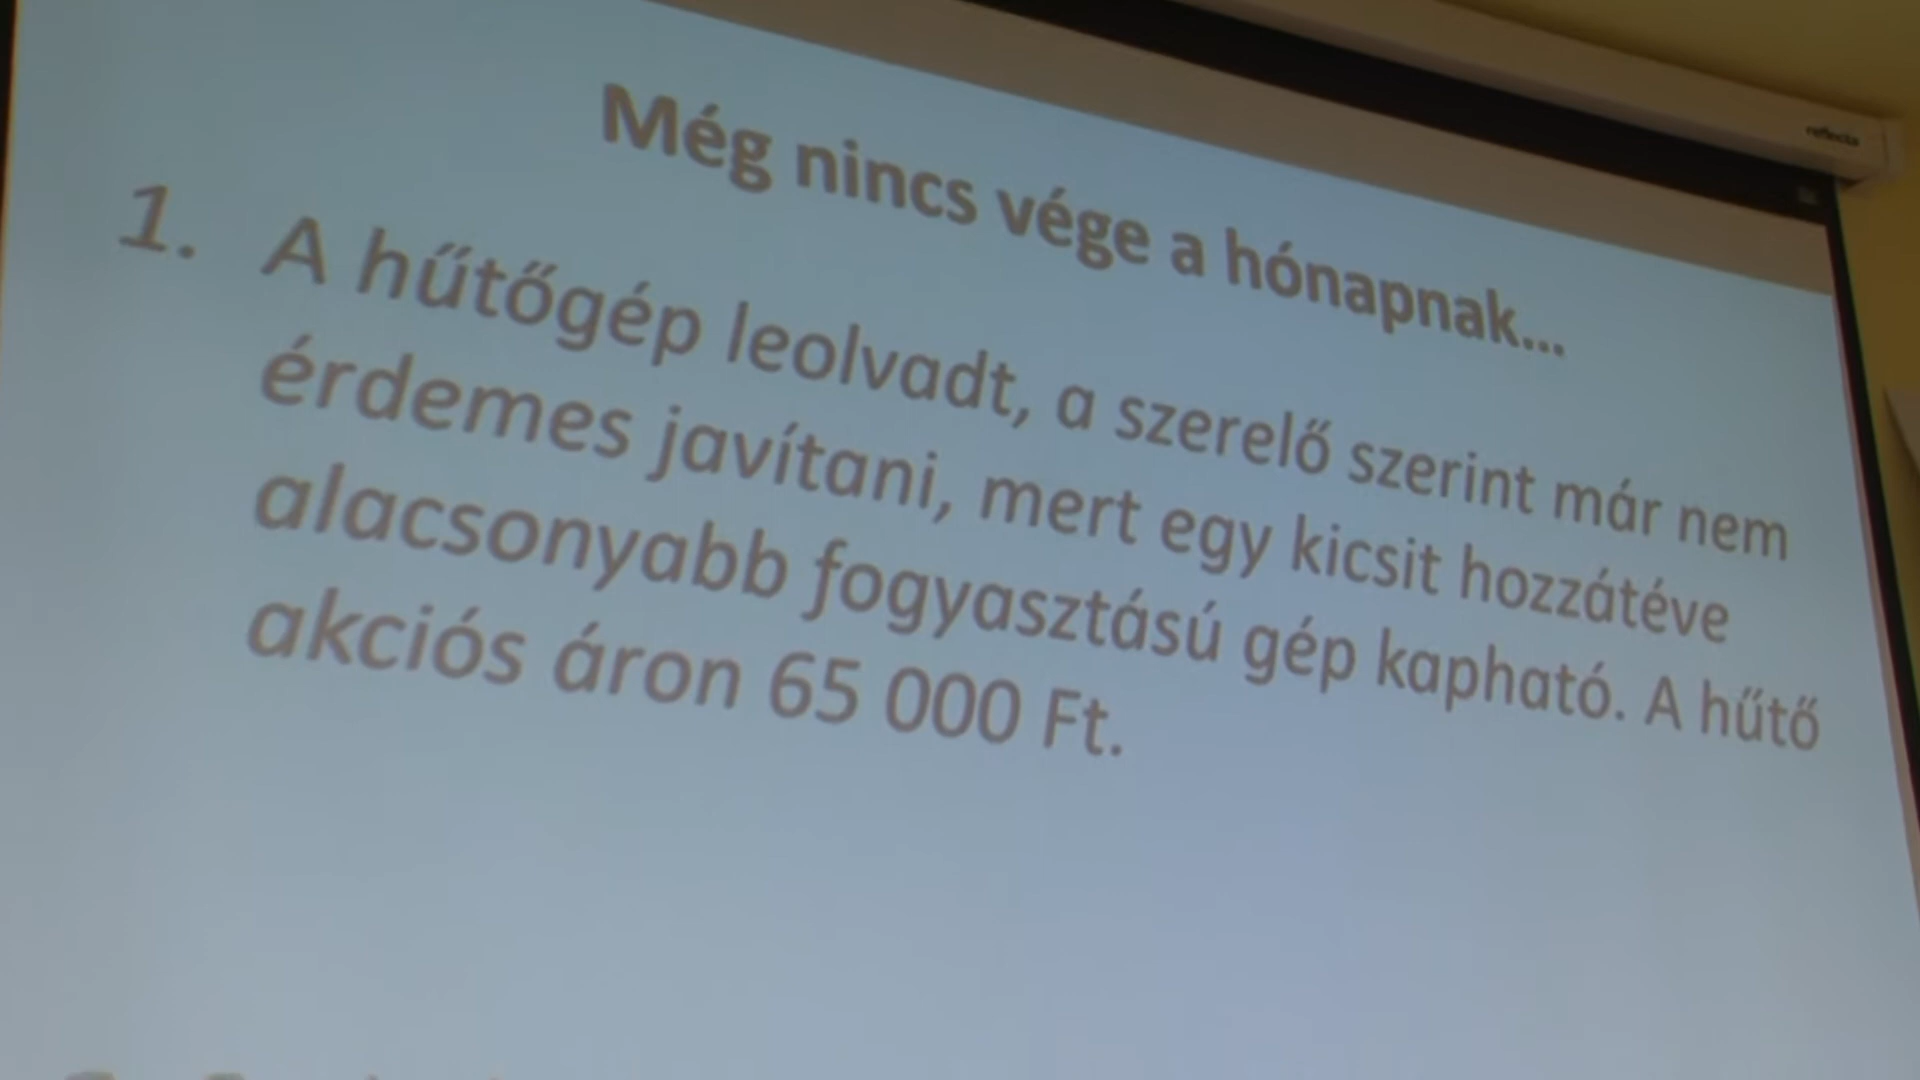 Még nincs vége a hónapnak...
1. A hűtőgép leolvadt, a szerelő szerint már nem
érdemes javítani, mert egy kicsit hozzátéve
alacsonyabb fogyasztású gép kapható. A hűtő
akciós áron 65 000 Ft.
reflecta